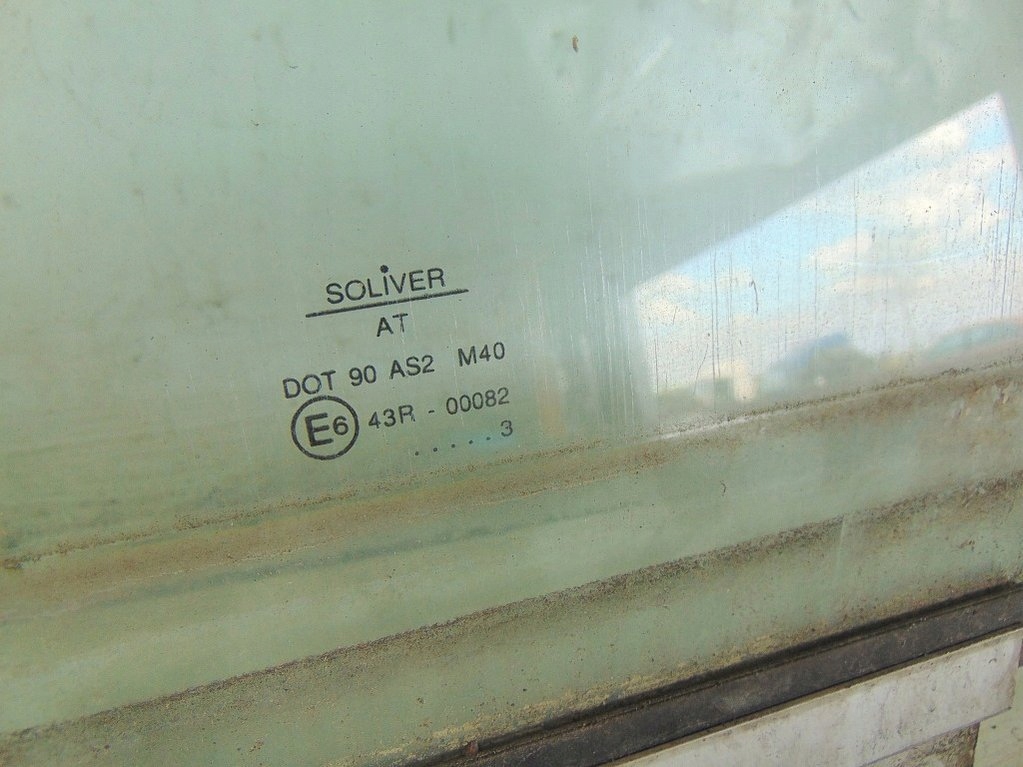 SOLiVER
AT
DOT 90 AS2 M40
E6 43R - 00082
. . . . . 3